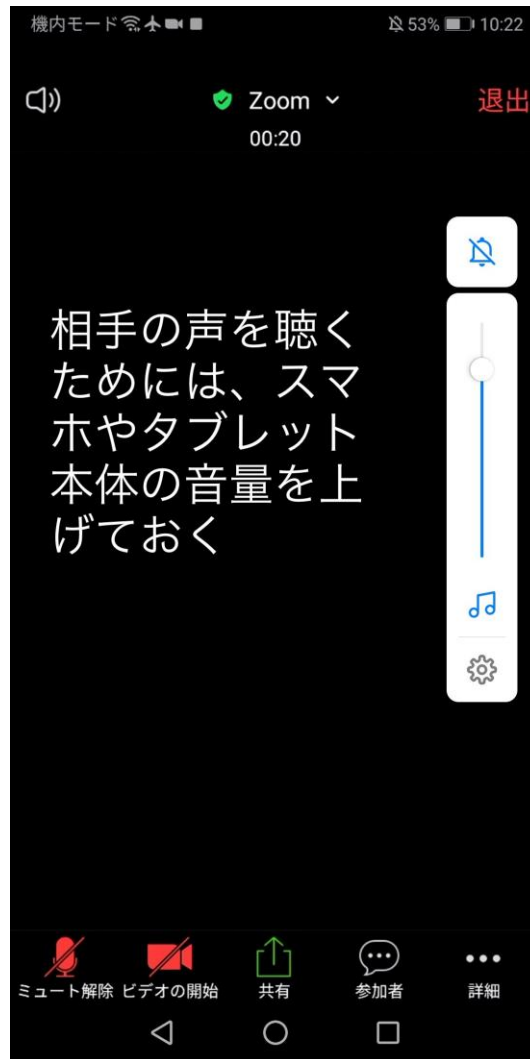 機内モード 53% 10:22
Zoom 退出
00:20
相手の声を聴く
ためには、スマ
ホやタブレット
本体の音量を上
げておく
ミュート解除 ビデオの開始 共有 参加者 詳細